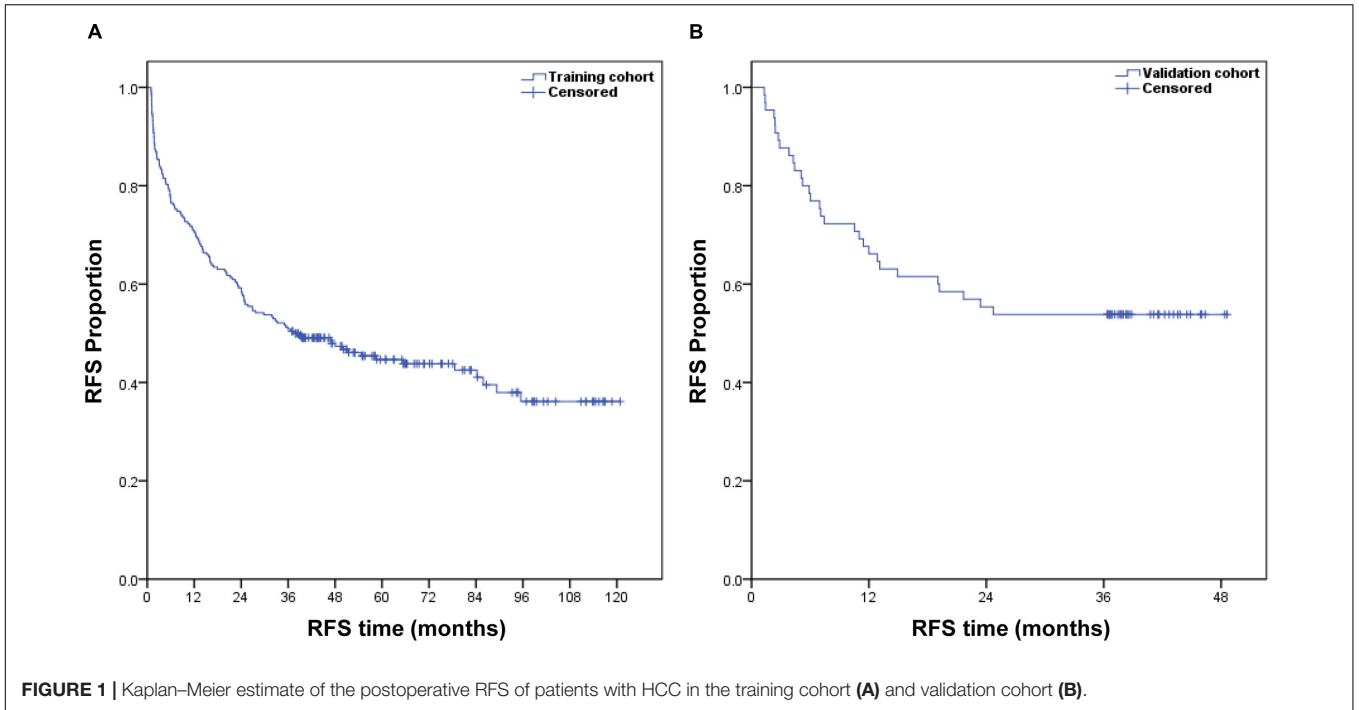 A
Training cohort
Censored
1.0
0.8
0.6
0.4
0.2
0.0
RFS Proportion
0 12 24 36 48 60 72 84 96 108 120
RFS time (months)
B
Validation cohort
Censored
1.0
0.8
0.6
0.4
0.2
0.0
RFS Proportion
0 12 24 36 48
RFS time (months)
FIGURE 1 | Kaplan–Meier estimate of the postoperative RFS of patients with HCC in the training cohort (A) and validation cohort (B).